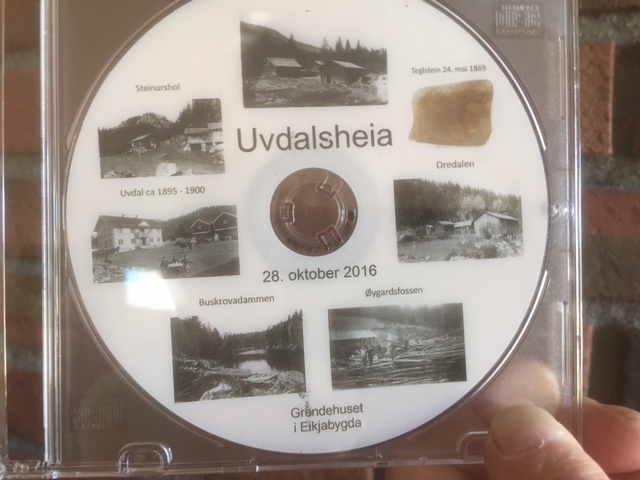 Steinurshol
Teglstein 24. mai 1869
Uvdalsheia
Oredalen
Uvdal ca 1895 - 1900
28. oktober 2016
Buskrovadammen
Øygardsfossen
Grendehuset
i Eikjabygda